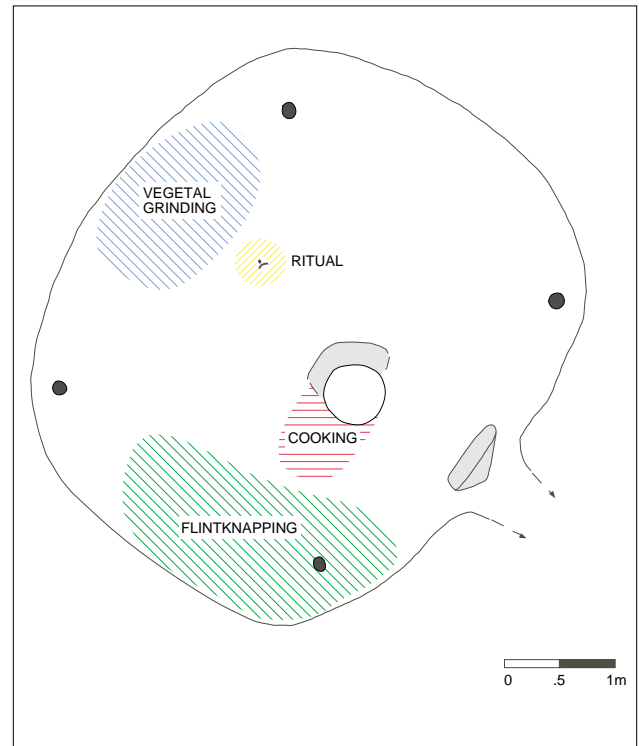 VEGETAL
GRINDING
RITUAL
COOKING
FLINTKNAPPING
0 .5 1m